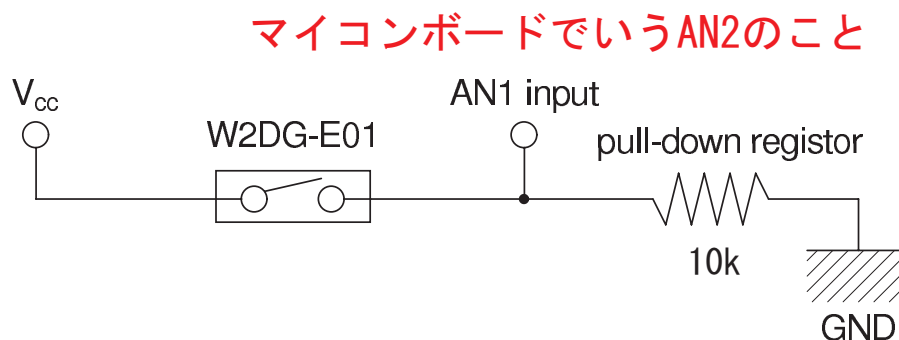 マイコンボードでいうAN2のこと
Vcc
AN1 input
W2DG-E01
pull-down registor
10k
GND